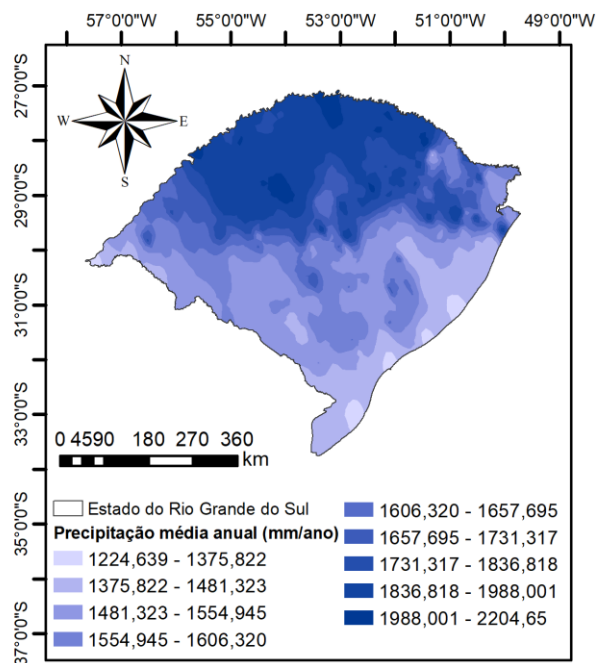 57°0'0"W 55°0'0"W 53°0'0"W 51°0'0"W 49°0'0"W
27°0'0"S
29°0'0"S
31°0'0"S
33°0'0"S
35°0'0"S
37°0'0"S
N
W E
S
0 4590 180 270 360
km
Estado do Rio Grande do Sul
Precipitação média anual (mm/ano)
1224,639 - 1375,822
1375,822 - 1481,323
1481,323 - 1554,945
1554,945 - 1606,320
1606,320 - 1657,695
1657,695 - 1731,317
1731,317 - 1836,818
1836,818 - 1988,001
1988,001 - 2204,65